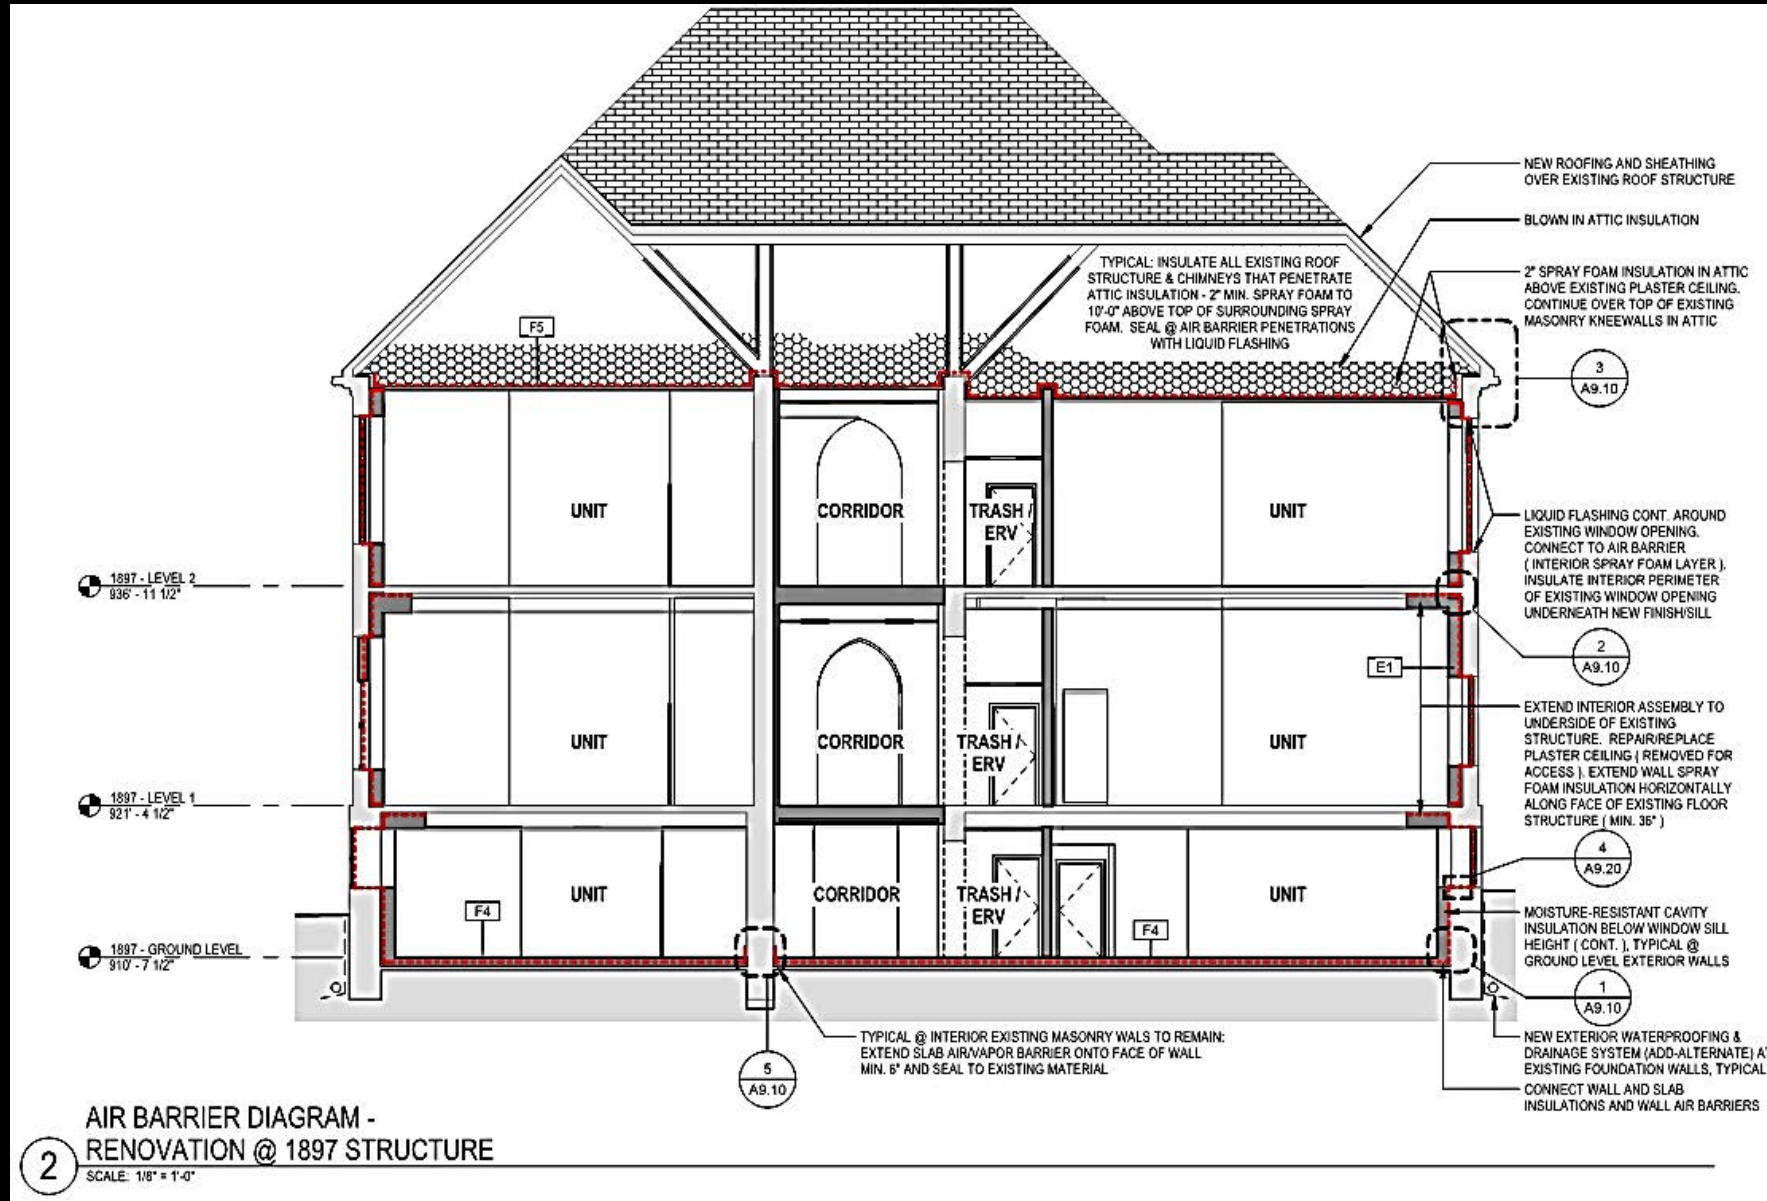 NEW ROOFING AND SHEATHING
OVER EXISTING ROOF STRUCTURE
BLOWN IN ATTIC INSULATION
TYPICAL: INSULATE ALL EXISTING ROOF
STRUCTURE & CHIMNEYS THAT PENETRATE
ATTIC INSULATION - 2" MIN. SPRAY FOAM TO
10'-0" ABOVE TOP OF SURROUNDING SPRAY
FOAM. SEAL @ AIR BARRIER PENETRATIONS
WITH LIQUID FLASHING
2" SPRAY FOAM INSULATION IN ATTIC
ABOVE EXISTING PLASTER CEILING.
CONTINUE OVER TOP OF EXISTING
MASONRY KNEEWALLS IN ATTIC
F5
3
A9.10
UNIT
CORRIDOR
TRASH /
ERV
UNIT
LIQUID FLASHING CONT. AROUND
EXISTING WINDOW OPENING.
CONNECT TO AIR BARRIER
( INTERIOR SPRAY FOAM LAYER ).
INSULATE INTERIOR PERIMETER
OF EXISTING WINDOW OPENING
UNDERNEATH NEW FINISH/SILL
1897 - LEVEL 2
936' - 11 1/2"
2
A9.10
E1
UNIT
CORRIDOR
TRASH /
ERV
UNIT
EXTEND INTERIOR ASSEMBLY TO
UNDERSIDE OF EXISTING
STRUCTURE. REPAIR/REPLACE
PLASTER CEILING ( REMOVED FOR
ACCESS ). EXTEND WALL SPRAY
FOAM INSULATION HORIZONTALLY
ALONG FACE OF EXISTING FLOOR
STRUCTURE ( MIN. 36" )
1897 - LEVEL 1
921' - 4 1/2"
4
A9.20
UNIT
CORRIDOR
TRASH /
ERV
UNIT
F4
F4
MOISTURE-RESISTANT CAVITY
INSULATION BELOW WINDOW SILL
HEIGHT ( CONT. ), TYPICAL @
GROUND LEVEL EXTERIOR WALLS
1897 - GROUND LEVEL
910' - 7 1/2"
1
A9.10
TYPICAL @ INTERIOR EXISTING MASONRY WALS TO REMAIN:
EXTEND SLAB AIR/VAPOR BARRIER ONTO FACE OF WALL
MIN. 6" AND SEAL TO EXISTING MATERIAL
5
A9.10
NEW EXTERIOR WATERPROOFING &
DRAINAGE SYSTEM (ADD-ALTERNATE) AT
EXISTING FOUNDATION WALLS, TYPICAL
CONNECT WALL AND SLAB
INSULATIONS AND WALL AIR BARRIERS
2
AIR BARRIER DIAGRAM -
RENOVATION @ 1897 STRUCTURE
SCALE: 1/8" = 1'-0"